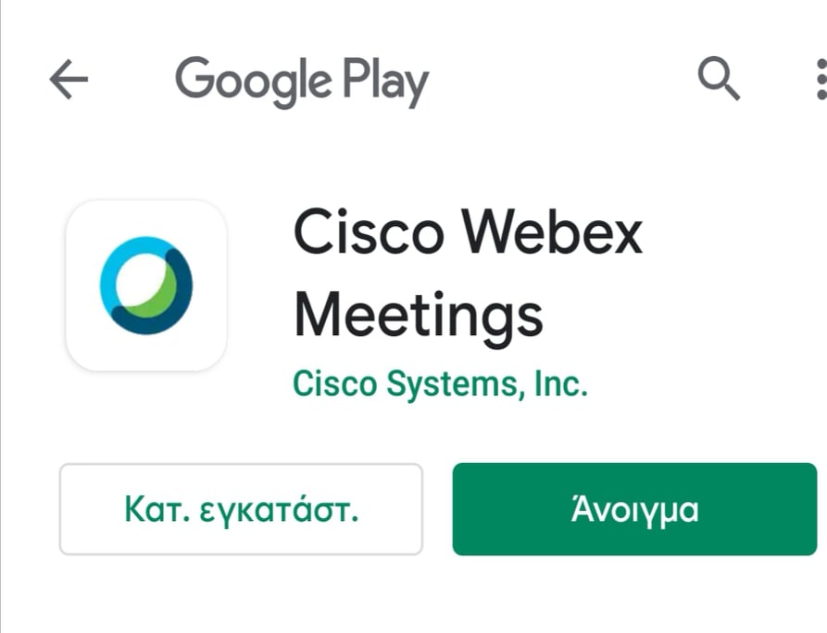 Google Play
Cisco Webex
Meetings
Cisco Systems, Inc.
Κατ. εγκατάστ.
Άνοιγμα